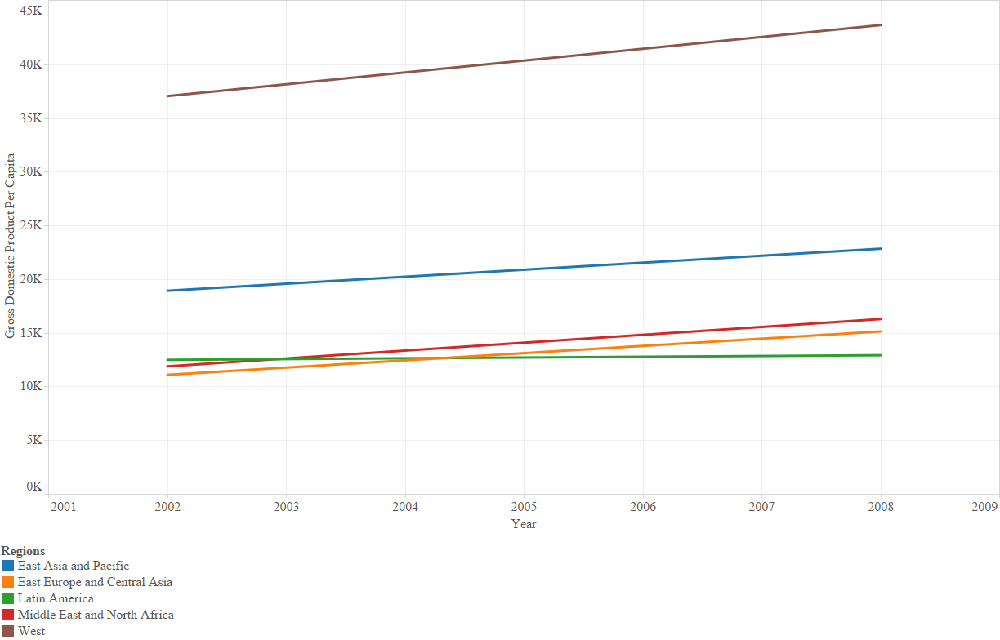 45K
40K
35K
30K
25K
20K
15K
10K
5K
0K
Gross Domestic Product Per Capita
2001 2002 2003 2004 2005 2006 2007 2008 2009
Year
Regions
East Asia and Pacific
East Europe and Central Asia
Latin America
Middle East and North Africa
West